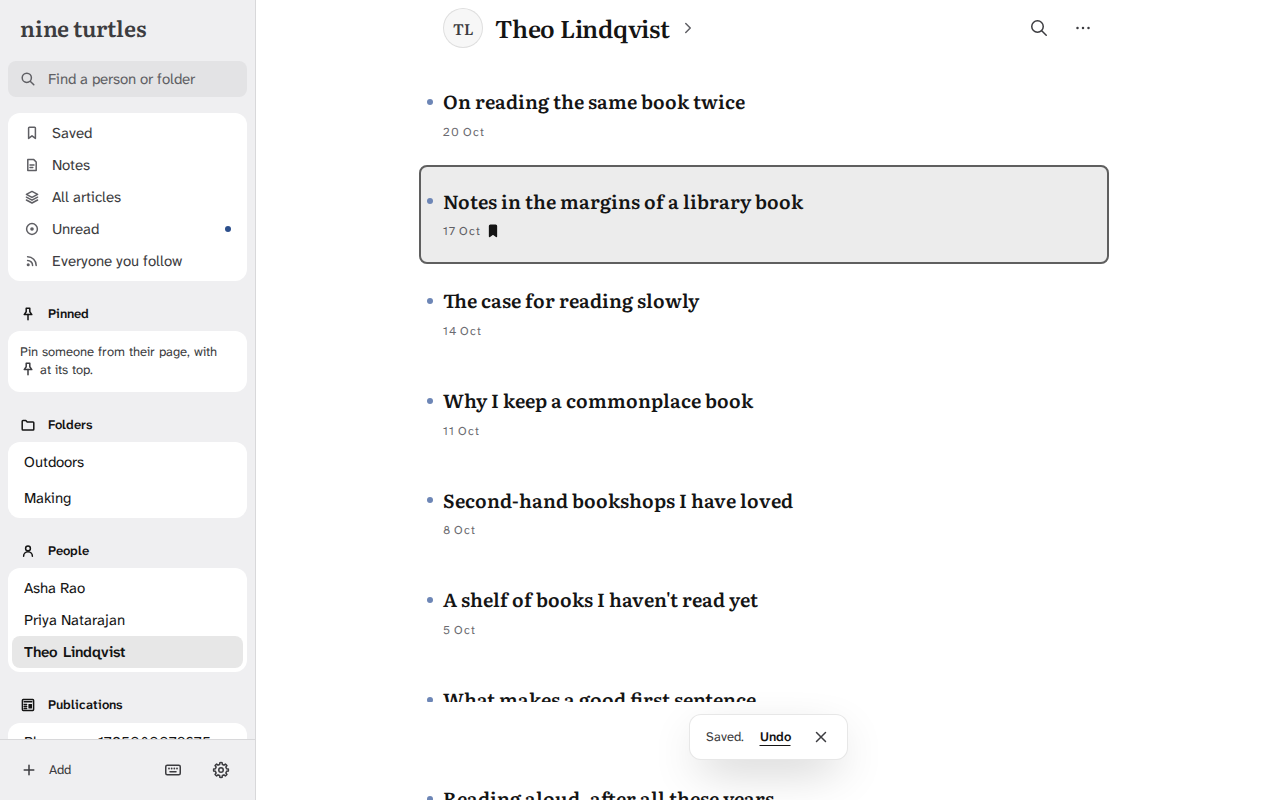 nine turtles
Find a person or folder
Saved
Notes
All articles
Unread
Everyone you follow
Pinned
Pin someone from their page, with
at its top.
Folders
Outdoors
Making
People
Asha Rao
Priya Natarajan
Theo Lindqvist
Publications
Add
TL Theo Lindqvist
On reading the same book twice
20 Oct
Notes in the margins of a library book
17 Oct
The case for reading slowly
14 Oct
Why I keep a commonplace book
11 Oct
Second-hand bookshops I have loved
8 Oct
A shelf of books I haven't read yet
5 Oct
What makes a good first sentence
Saved. Undo
Reading aloud, after all these years